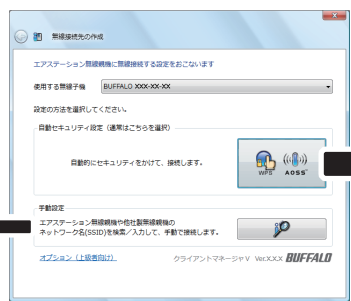 無線接続先の作成
エアステーション無線親機に無線接続する設定をおこないます
使用する無線子機 BUFFALO XXX-XX-XX
設定の方法を選択してください。
自動セキュリティ設定（通常はこちらを選択）
自動的にセキュリティをかけて、接続します。
WPS AOSS
手動設定
エアステーション無線親機や他社製無線親機の
ネットワーク名(SSID)を検索／入力して、手動で接続します。
オプション（上級者向け）
クライアントマネージャV Ver.X.X.X BUFFALO